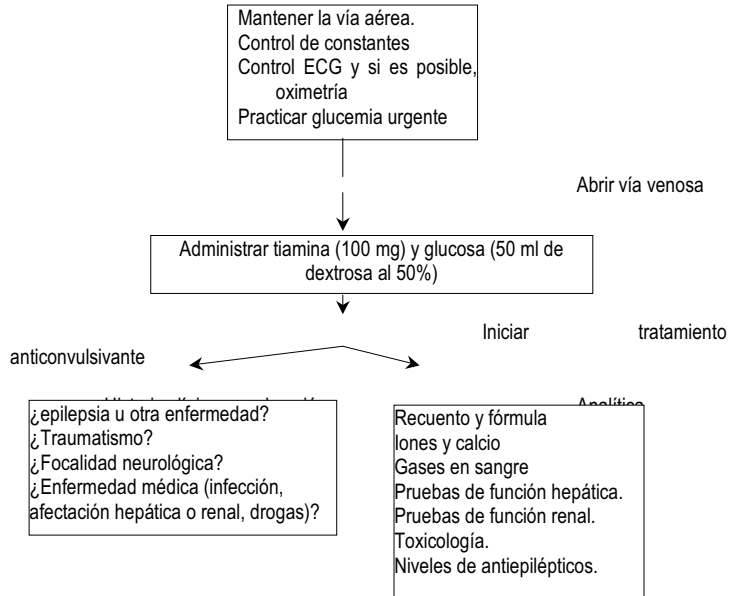 Mantener la vía aérea.
Control de constantes
Control ECG y si es posible,
oximetría
Practicar glucemia urgente
Abrir vía venosa
Administrar tiamina (100 mg) y glucosa (50 ml de
dextrosa al 50%)
Iniciar tratamiento
anticonvulsivante
¿epilepsia u otra enfermedad?
¿Traumatismo?
¿Focalidad neurológica?
¿Enfermedad médica (infección,
afectación hepática o renal, drogas)?
Analítica
Recuento y fórmula
Iones y calcio
Gases en sangre
Pruebas de función hepática.
Pruebas de función renal.
Toxicología.
Niveles de antiepilépticos.